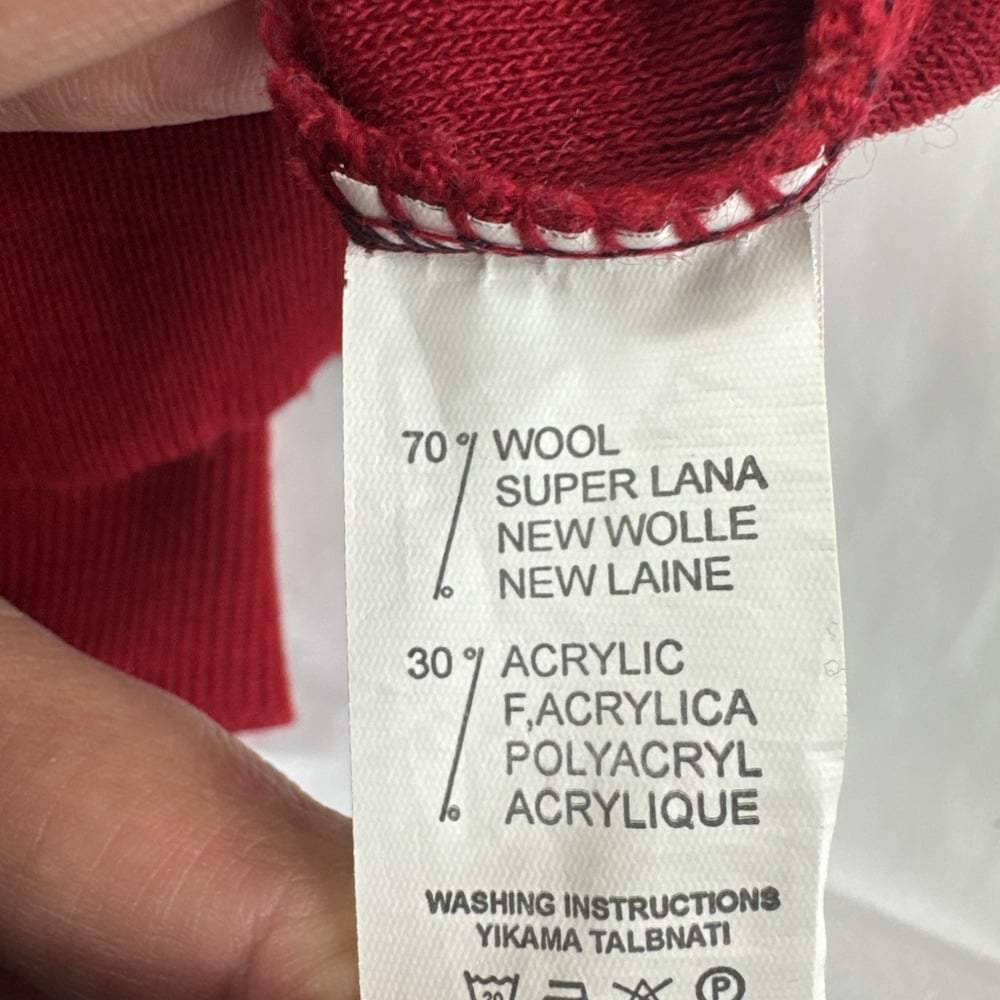 70 % WOOL
SUPER LANA
NEW WOLLE
NEW LAINE
30 % ACRYLIC
F,ACRYLICA
POLYACRYL
ACRYLIQUE
WASHING INSTRUCTIONS
YIKAMA TALBNATI
P